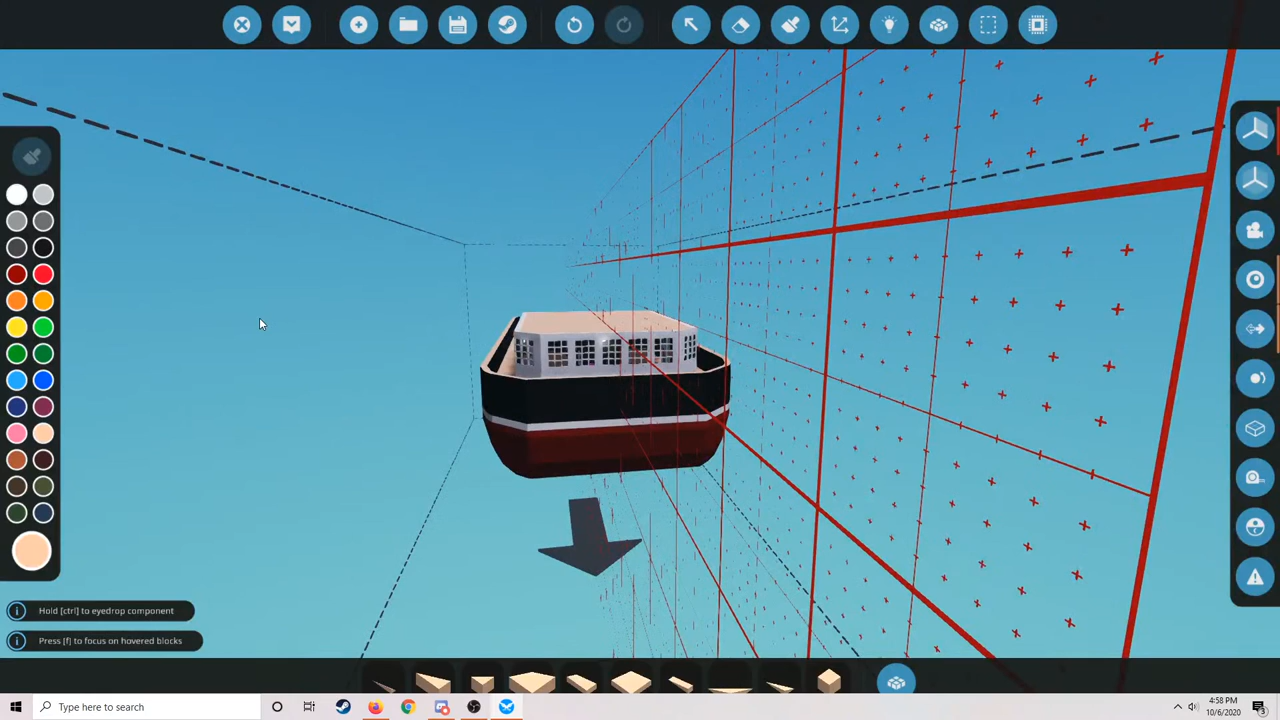 Hold [ctrl] to eyedrop component
Press [f] to focus on hovered blocks
Type here to search
4:58 PM
10/6/2020
3